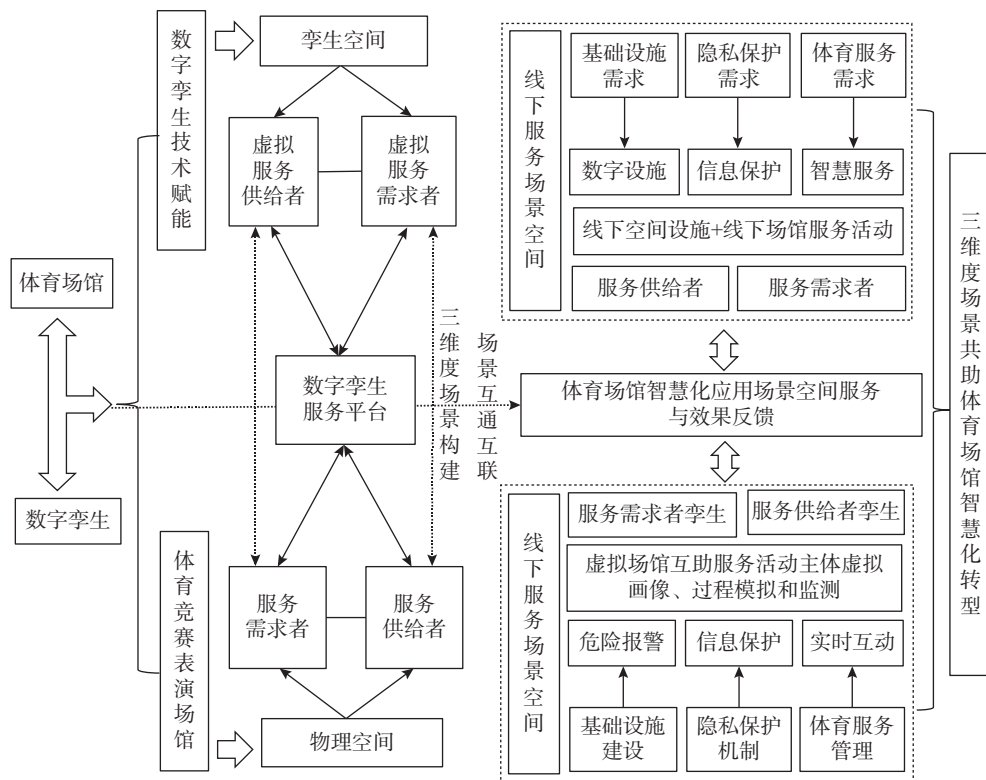 体育场馆
数字孪生
数字孪生技术赋能
体育竞赛表演场馆
孪生空间
虚拟
服务
供给者
虚拟
服务
需求者
数字孪生
服务平台
服务
需求者
服务
供给者
物理空间
三维度场景构建
场景互通互联
线下服务场景空间
基础设施
需求
隐私保护
需求
体育服务
需求
数字设施
信息保护
智慧服务
线下空间设施+线下场馆服务活动
服务供给者
服务需求者
体育场馆智慧化应用场景空间服务
与效果反馈
线下服务场景空间
服务需求者孪生
服务供给者孪生
虚拟场馆互助服务活动主体虚拟
画像、过程模拟和监测
危险报警
信息保护
实时互动
基础设施
建设
隐私保护
机制
体育服务
管理
三维度场景共助体育场馆智慧化转型